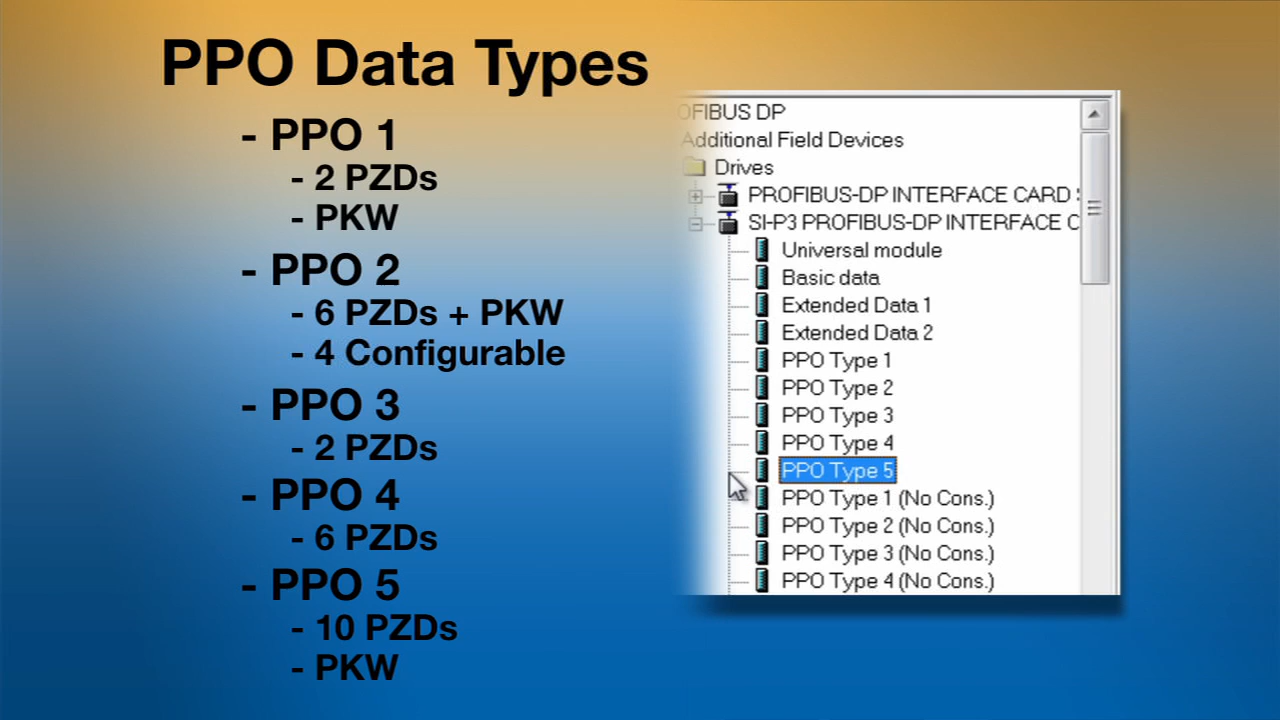 PPO Data Types
- PPO 1
- 2 PZDs
- PKW
- PPO 2
- 6 PZDs + PKW
- 4 Configurable
- PPO 3
- 2 PZDs
- PPO 4
- 6 PZDs
- PPO 5
- 10 PZDs
- PKW
OFIBUS DP
Additional Field Devices
Drives
PROFIBUS-DP INTERFACE CARD
SI-P3 PROFIBUS-DP INTERFACE C
Universal module
Basic data
Extended Data 1
Extended Data 2
PPO Type 1
PPO Type 2
PPO Type 3
PPO Type 4
PPO Type 5
PPO Type 1 (No Cons.)
PPO Type 2 (No Cons.)
PPO Type 3 (No Cons.)
PPO Type 4 (No Cons.)